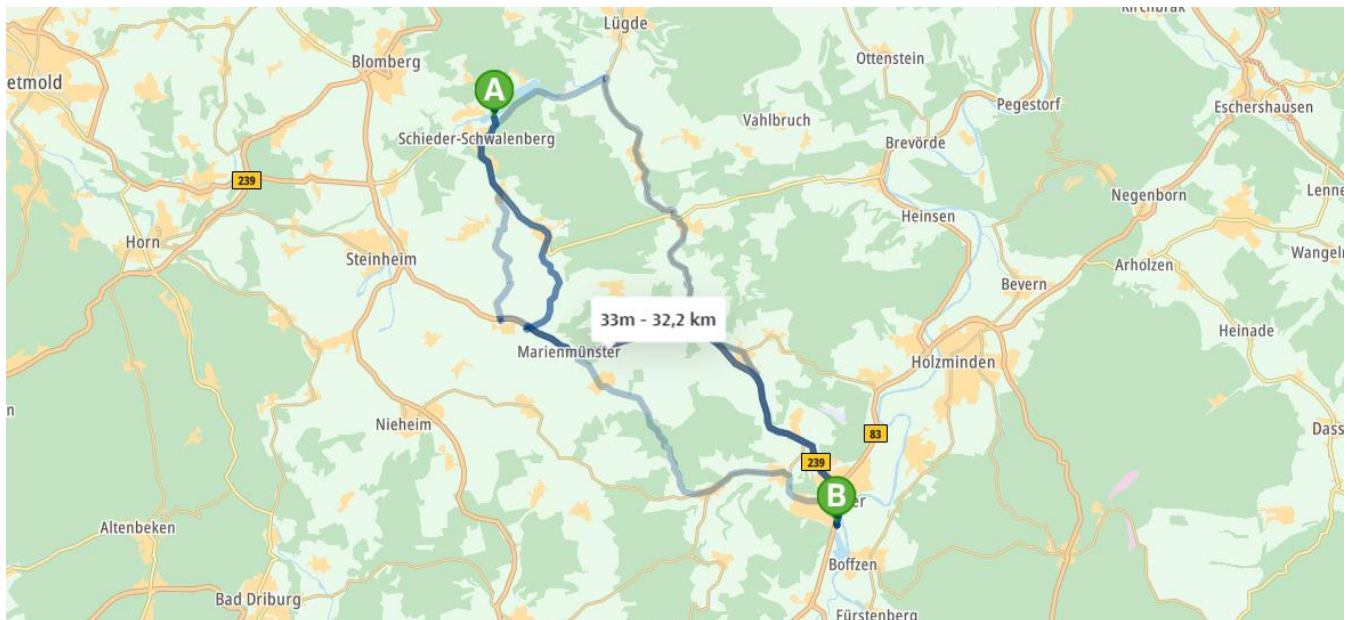 Lügde
etmold
Blomberg
Ottenstein
A
Pegestorf
Eschershausen
Vahlbruch
Schieder-Schwalenberg
Brevörde
239
Negenborn
Lenne
Heinsen
Horn
Steinheim
Arholzen
Wangeln
Bevern
33m - 32,2 km
Heinade
Marienmünster
Holzminden
n
Nieheim
83
Dass
239
B
er
Altenbeken
Boffzen
Bad Driburg
Fürstenberg